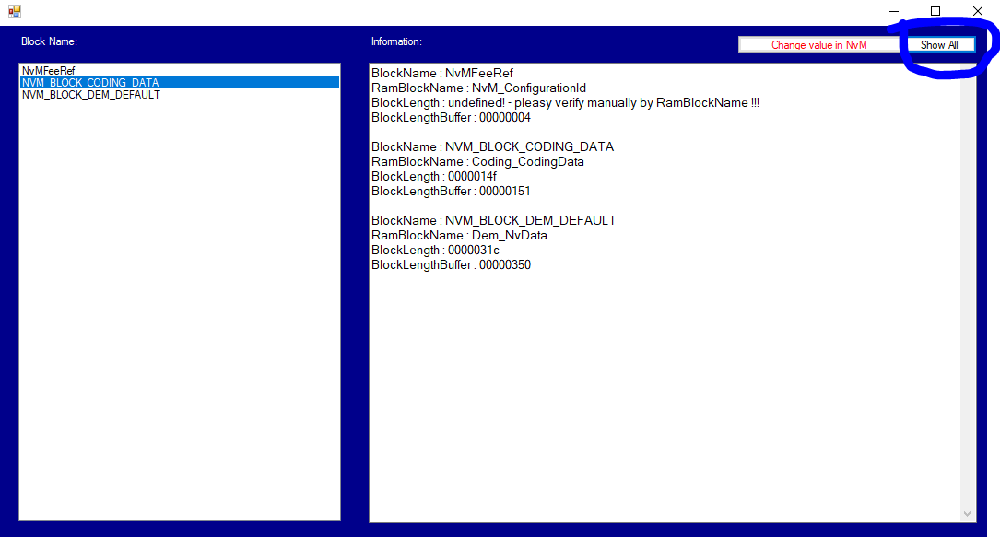 Block Name:
Information:
Change value in NvM
Show All
NvMFeeRef
NVM_BLOCK_CODING_DATA
NVM_BLOCK_DEM_DEFAULT
BlockName : NvMFeeRef
RamBlockName : NvM_ConfigurationId
BlockLength : undefined! - pleasy verify manually by RamBlockName !!!
BlockLengthBuffer : 00000004
BlockName : NVM_BLOCK_CODING_DATA
RamBlockName : Coding_CodingData
BlockLength : 0000014f
BlockLengthBuffer : 00000151
BlockName : NVM_BLOCK_DEM_DEFAULT
RamBlockName : Dem_NvData
BlockLength : 0000031c
BlockLengthBuffer : 00000350